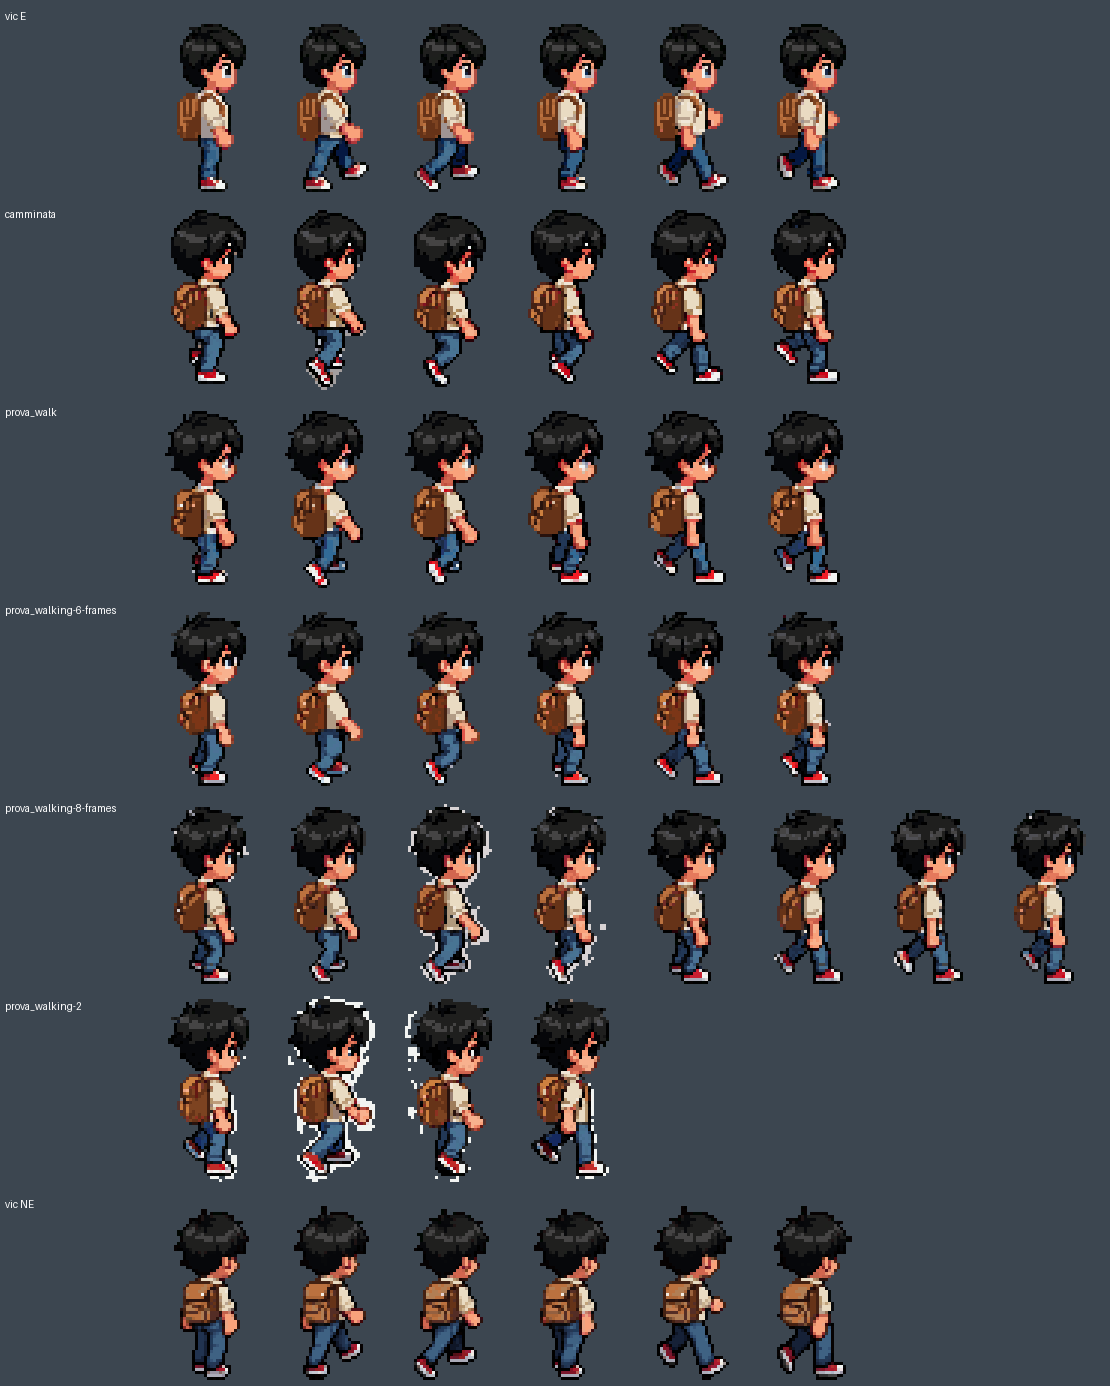 vic E
camminata
prova_walk
prova_walking-6-frames
prova_walking-8-frames
prova_walking-2
vic NE